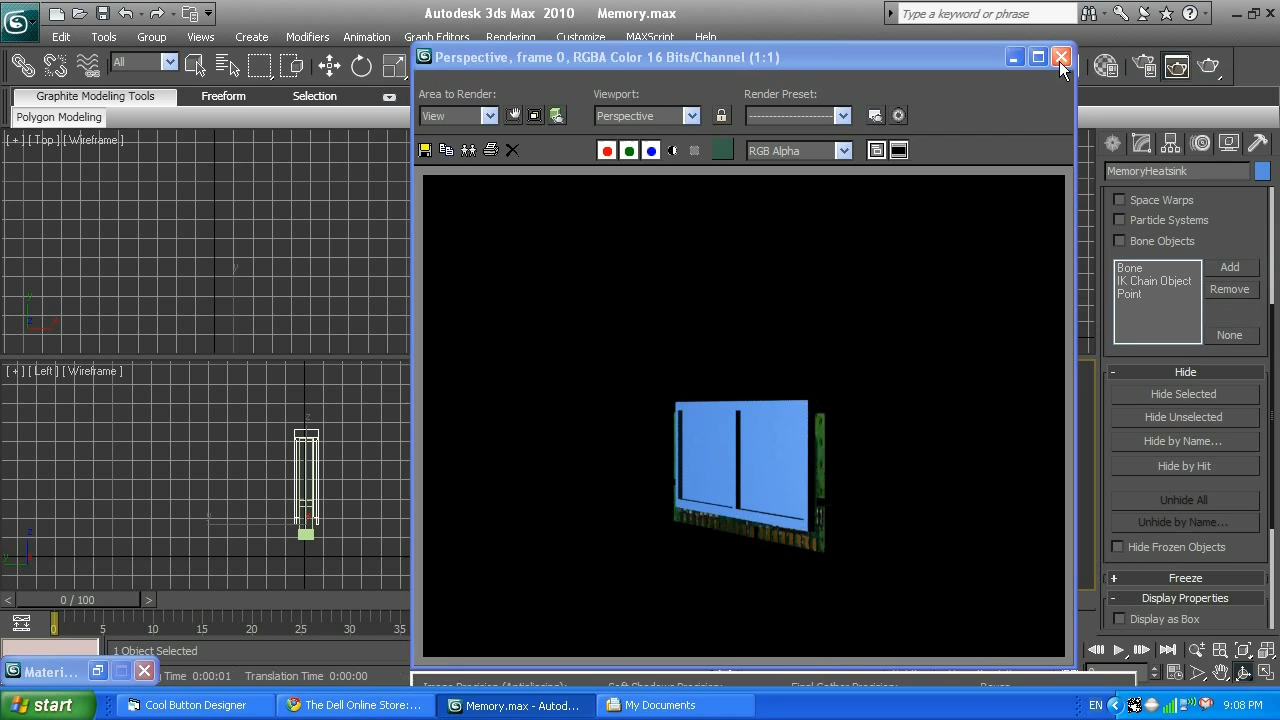 Autodesk 3ds Max 2010 Memory.max
Type a keyword or phrase
Edit Tools Group Views Create Modifiers Animation Graph Editors Rendering Customize MAXScript Help
Perspective, frame 0, RGBA Color 16 Bits/Channel (1:1)
All
Graphite Modeling Tools Freeform Selection
Polygon Modeling
Area to Render: Viewport: Render Preset:
View Perspective
RGB Alpha
[ + ] [ Top ] [ Wireframe ]
y
y
z x
[ + ] [ Left ] [ Wireframe ]
z
y
z
y
MemoryHeatsink
Space Warps
Particle Systems
Bone Objects
Bone
IK Chain Object
Point
Add
Remove
None
- Hide
Hide Selected
Hide Unselected
Hide by Name...
Hide by Hit
Unhide All
Unhide by Name...
Hide Frozen Objects
+ Freeze
- Display Properties
Display as Box
< 0 / 100 >
0 5 10 15 20 25 30 35
1 Object Selected
Materi... Time 0:00:01 Translation Time 0:00:00
start Cool Button Designer The Dell Online Store:... Memory.max - Autod... My Documents EN 9:08 PM